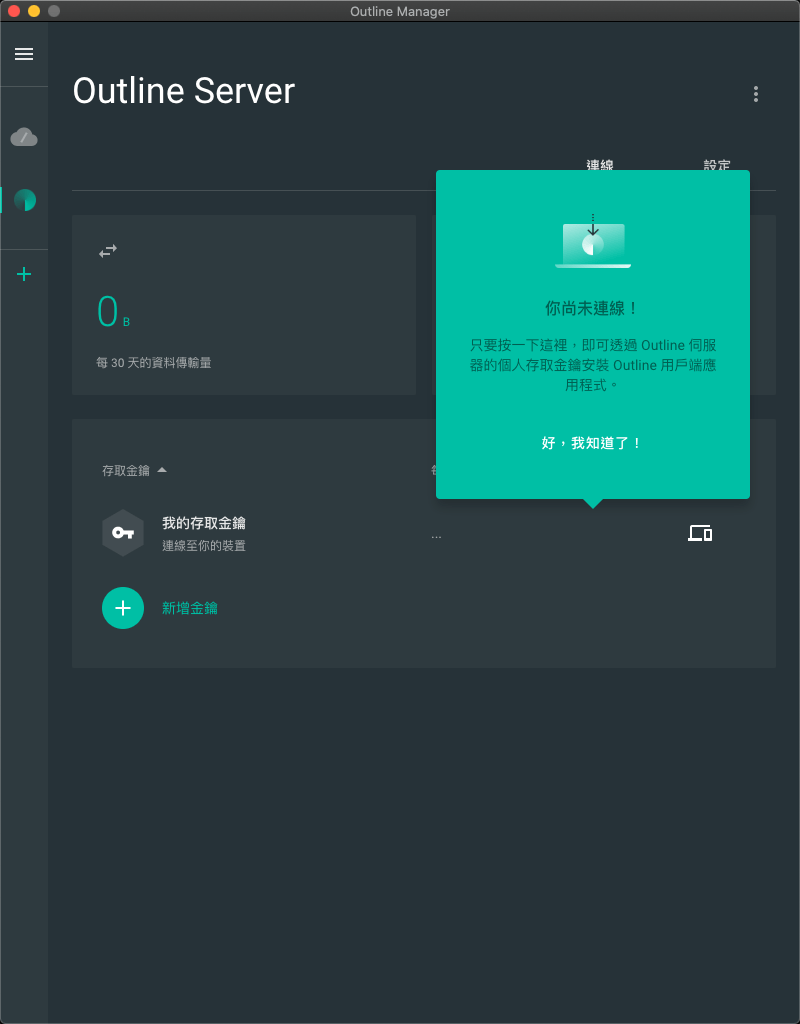 Outline Manager
Outline Server
連線
設定
0 B
每 30 天的資料傳輸量
你尚未連線！
只要按一下這裡，即可透過 Outline 伺服
器的個人存取金鑰安裝 Outline 用戶端應
用程式。
好，我知道了！
存取金鑰
我的存取金鑰
...
連線至你的裝置
新增金鑰